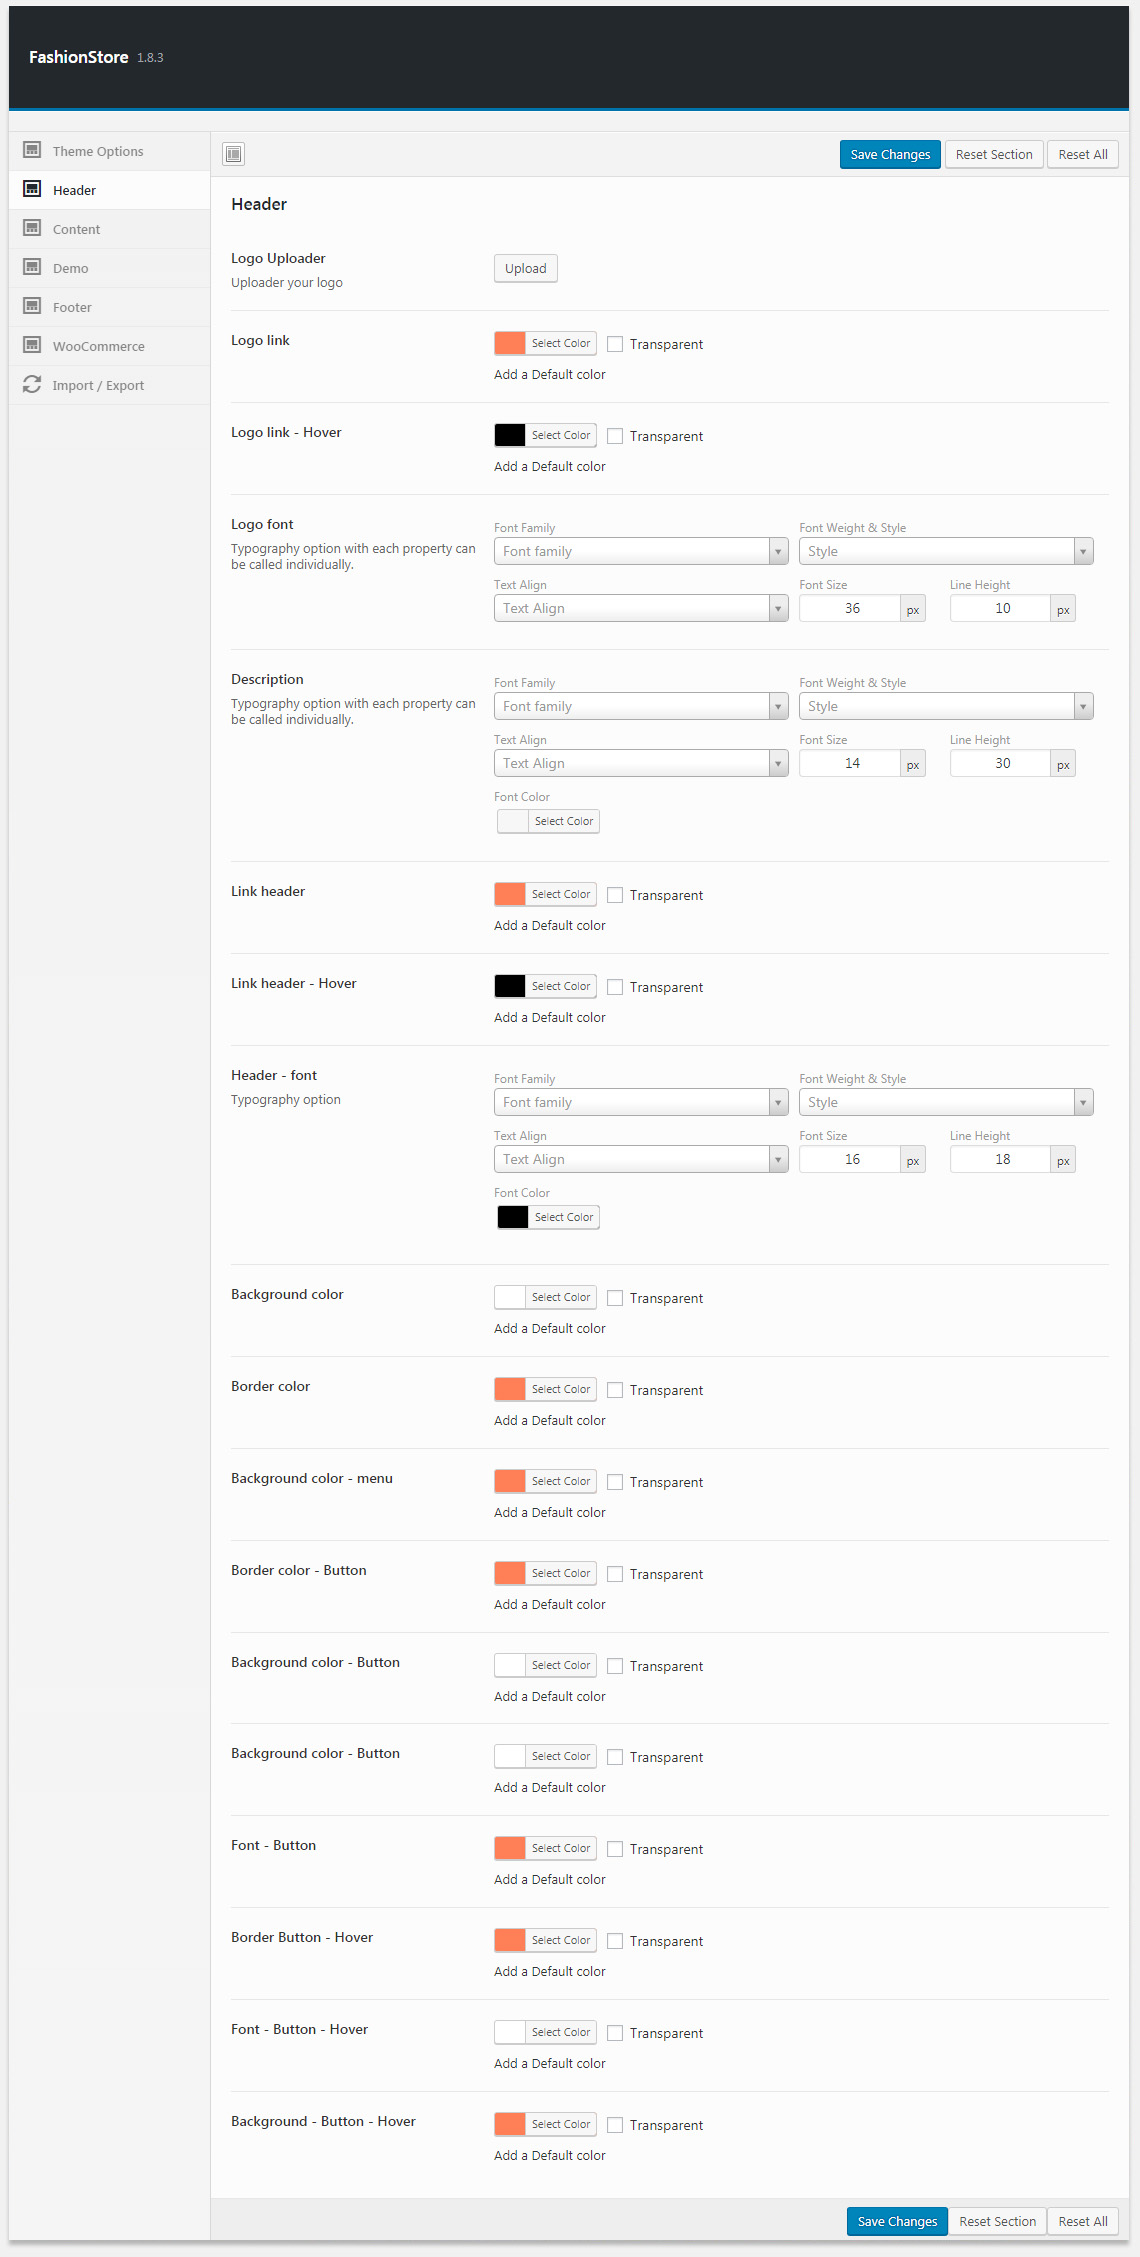 FashionStore 1.8.3
Theme Options
Header
Content
Demo
Footer
WooCommerce
Import / Export
Save Changes Reset Section Reset All
Header
Logo Uploader
Uploader your logo
Upload
Logo link
Select Color Transparent
Add a Default color
Logo link - Hover
Select Color Transparent
Add a Default color
Logo font
Typography option with each property can
be called individually.
Font Family Font Weight & Style
Font family Style
Text Align Font Size Line Height
Text Align 36 px 10 px
Description
Typography option with each property can
be called individually.
Font Family Font Weight & Style
Font family Style
Text Align Font Size Line Height
Text Align 14 px 30 px
Font Color
Select Color
Link header
Select Color Transparent
Add a Default color
Link header - Hover
Select Color Transparent
Add a Default color
Header - font
Typography option
Font Family Font Weight & Style
Font family Style
Text Align Font Size Line Height
Text Align 16 px 18 px
Font Color
Select Color
Background color
Select Color Transparent
Add a Default color
Border color
Select Color Transparent
Add a Default color
Background color - menu
Select Color Transparent
Add a Default color
Border color - Button
Select Color Transparent
Add a Default color
Background color - Button
Select Color Transparent
Add a Default color
Background color - Button
Select Color Transparent
Add a Default color
Font - Button
Select Color Transparent
Add a Default color
Border Button - Hover
Select Color Transparent
Add a Default color
Font - Button - Hover
Select Color Transparent
Add a Default color
Background - Button - Hover
Select Color Transparent
Add a Default color
Save Changes Reset Section Reset All